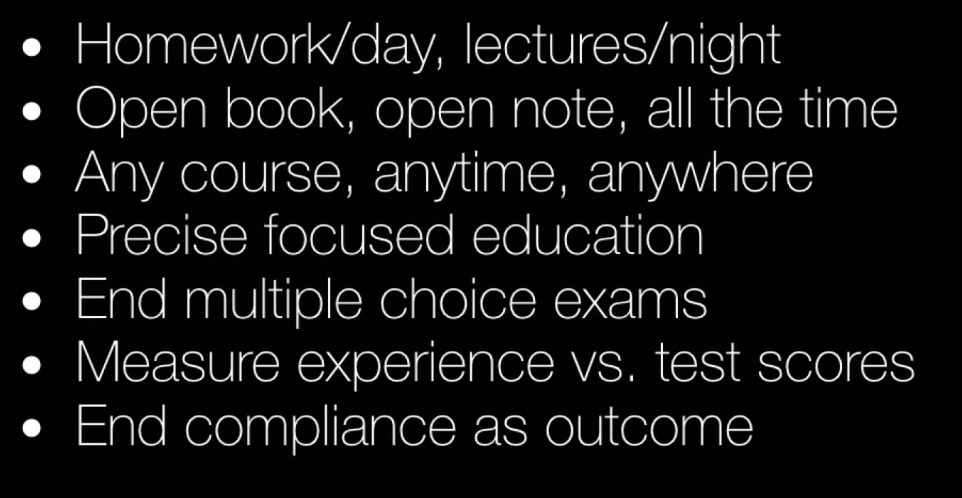 • Homework/day, lectures/night
• Open book, open note, all the time
• Any course, anytime, anywhere
• Precise focused education
• End multiple choice exams
• Measure experience vs. test scores
• End compliance as outcome